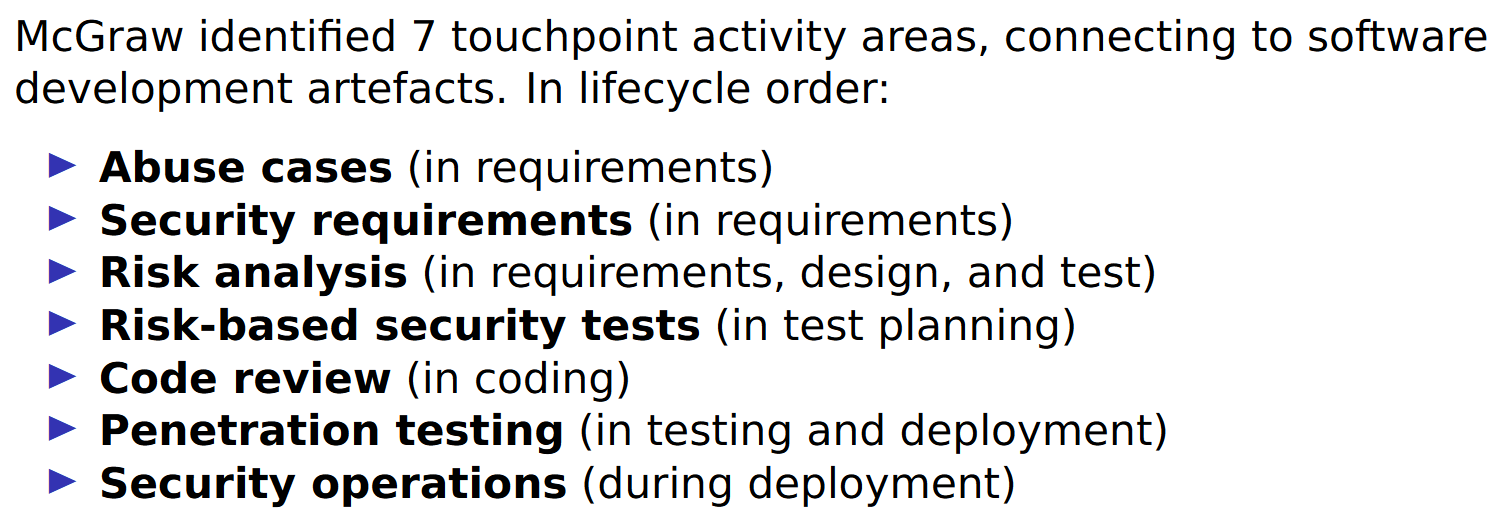 McGraw identified 7 touchpoint activity areas, connecting to software
development artefacts. In lifecycle order:
▶ Abuse cases (in requirements)
▶ Security requirements (in requirements)
▶ Risk analysis (in requirements, design, and test)
▶ Risk-based security tests (in test planning)
▶ Code review (in coding)
▶ Penetration testing (in testing and deployment)
▶ Security operations (during deployment)